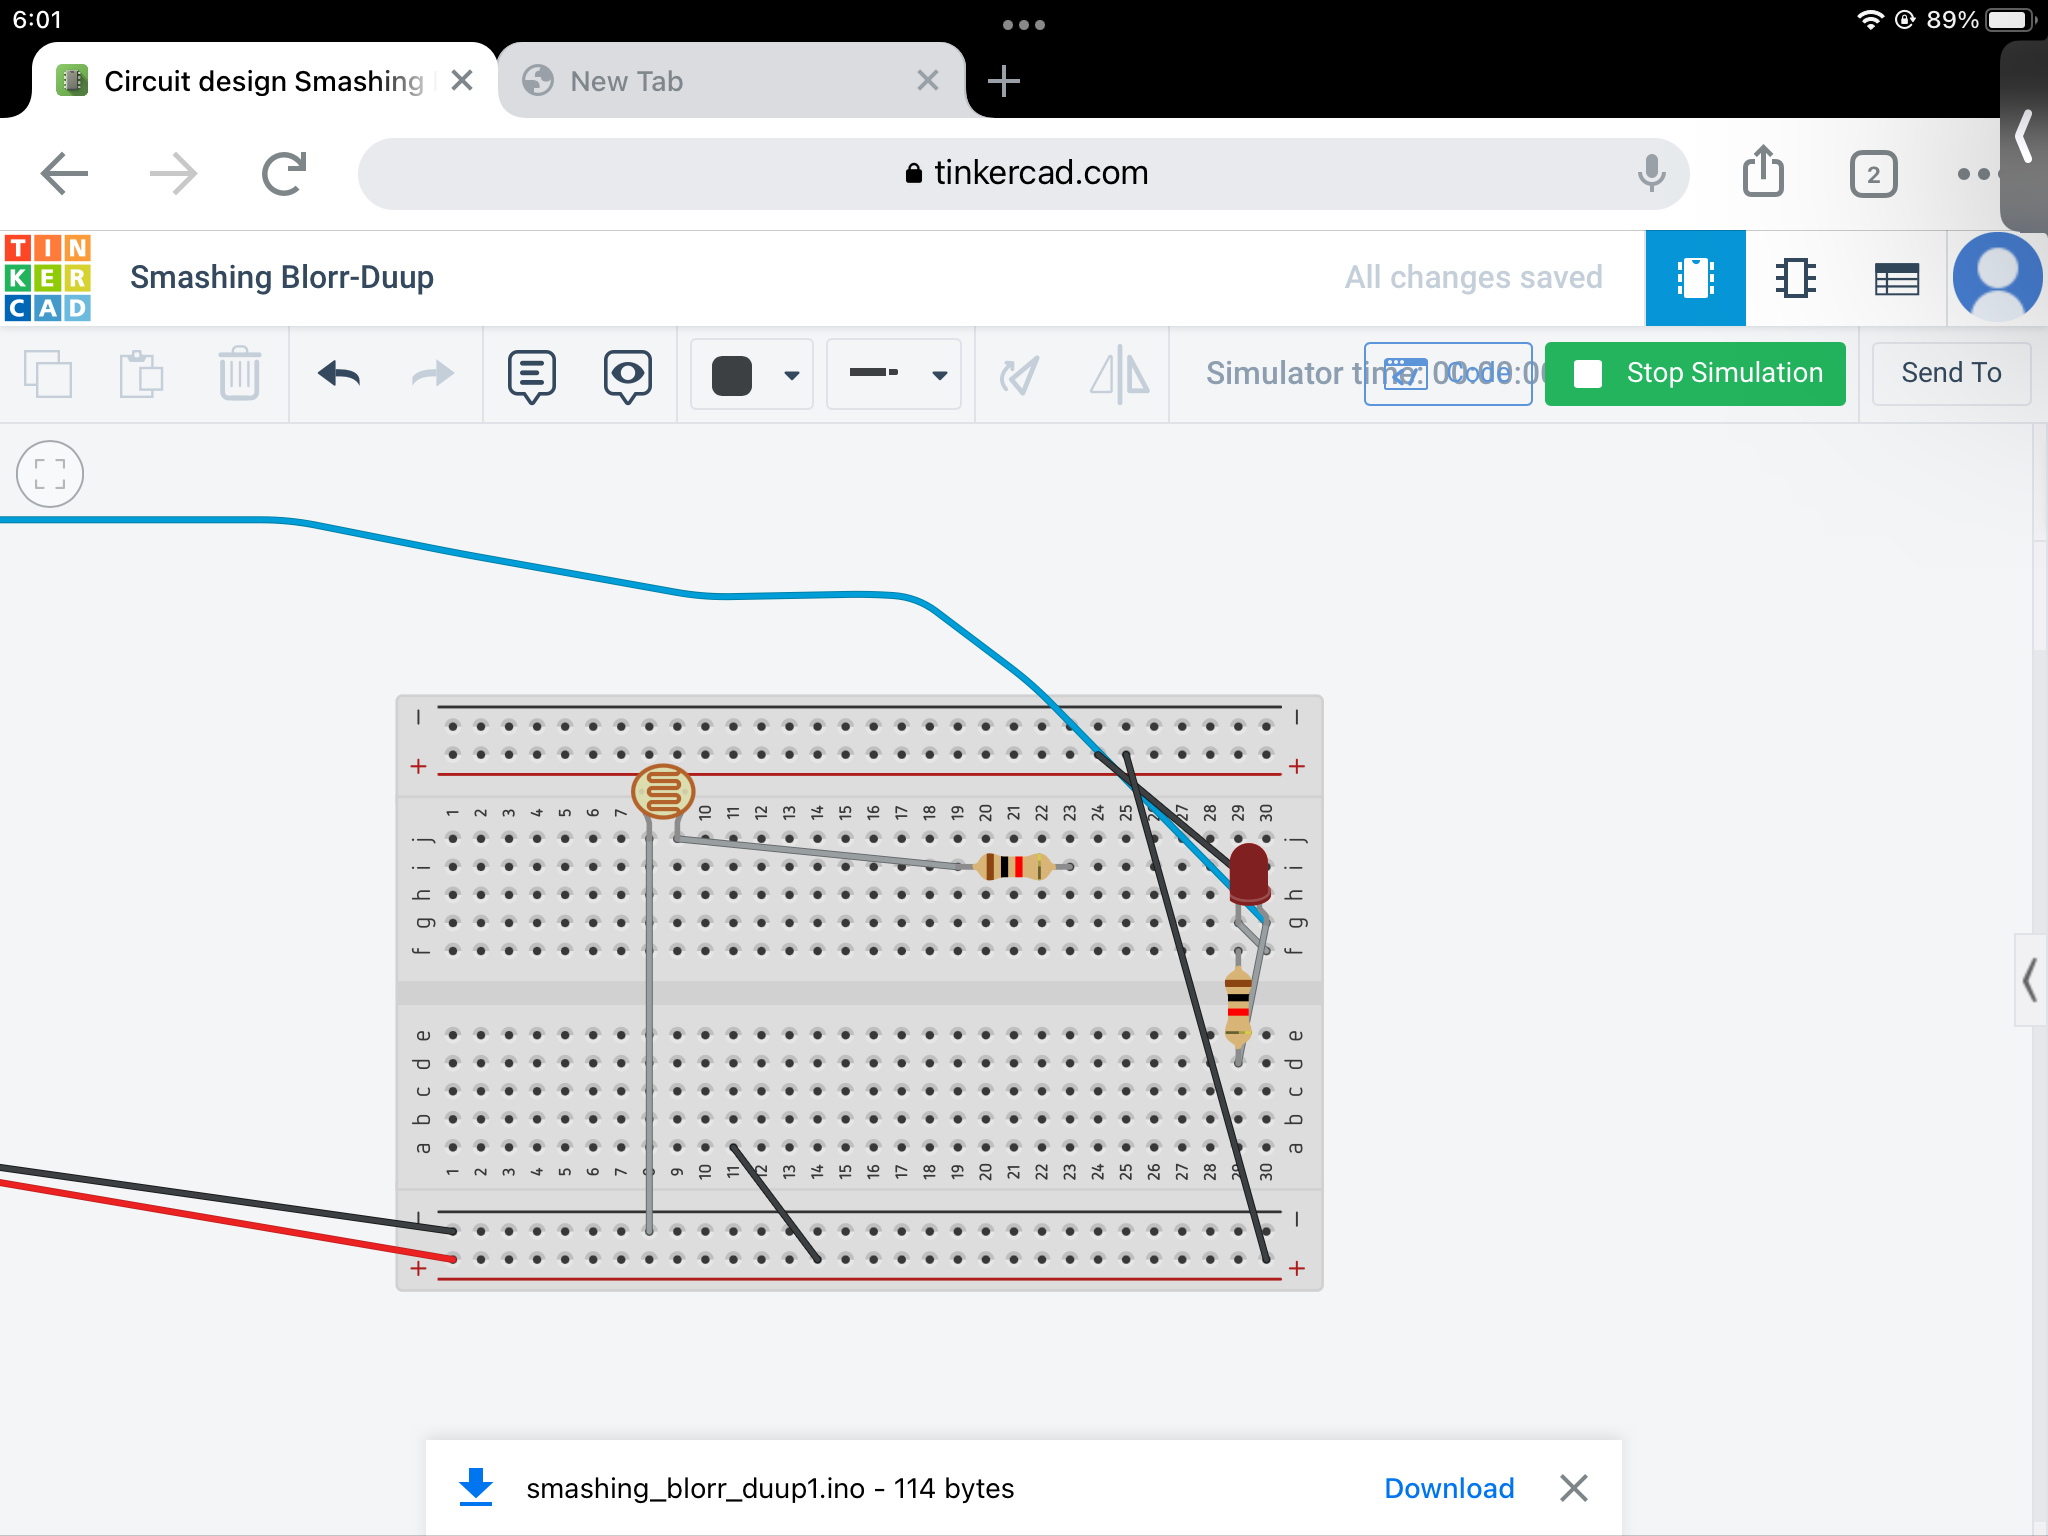 6:01
89%
Circuit design Smashing
New Tab
tinkercad.com
2
TIN
KER
CAD
Smashing Blorr-Duup
All changes saved
Simulator time: 00:00:00
Code
Stop Simulation
Send To
− −
+ +
1 2 3 4 5 6 7 10 11 12 13 14 15 16 17 18 19 20 21 22 23 24 25 26 27 28 29 30
j j
i i
h h
g g
f f
e e
d d
c c
b b
a a
1 2 3 4 5 6 7 8 9 10 11 12 13 14 15 16 17 18 19 20 21 22 23 24 25 26 27 28 29 30
− −
+ +
smashing_blorr_duup1.ino - 114 bytes
Download